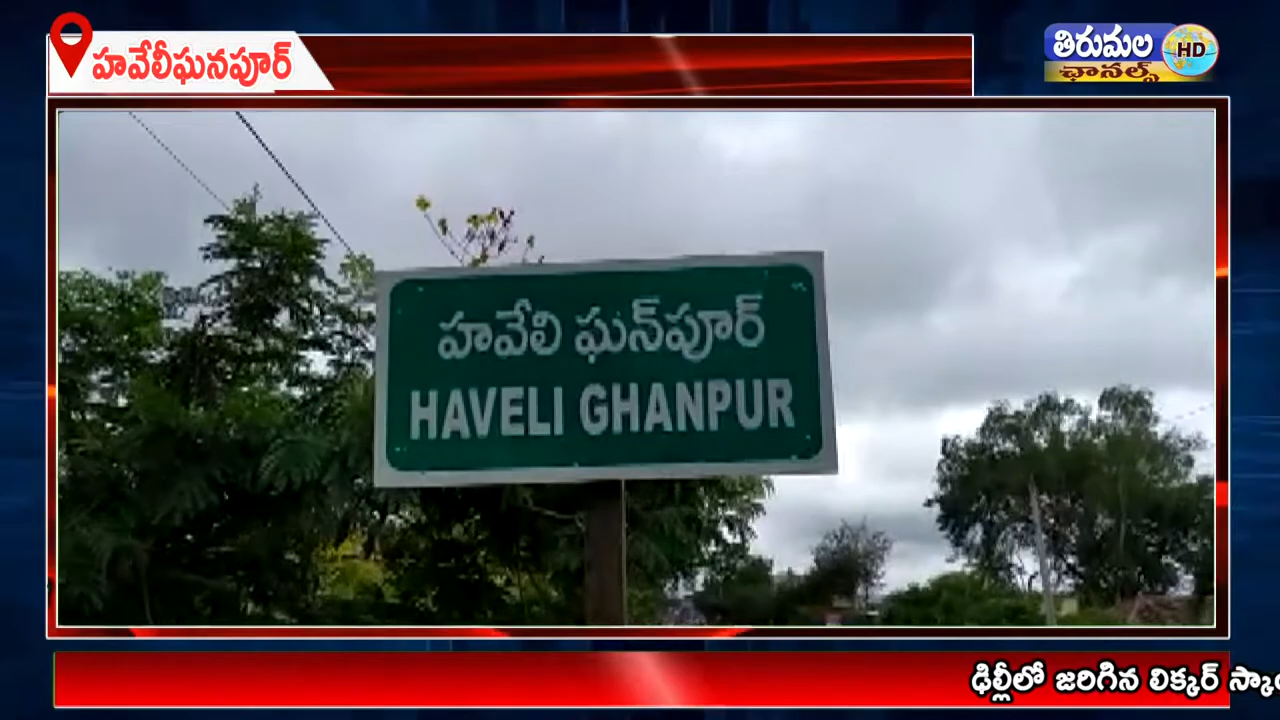 హవేలీఘనపూర్
తిరుమల
ఛానల్స్
HD
హవేలి ఘన్‌పూర్
HAVELI GHANPUR
ఢిల్లీలో జరిగిన లిక్కర్